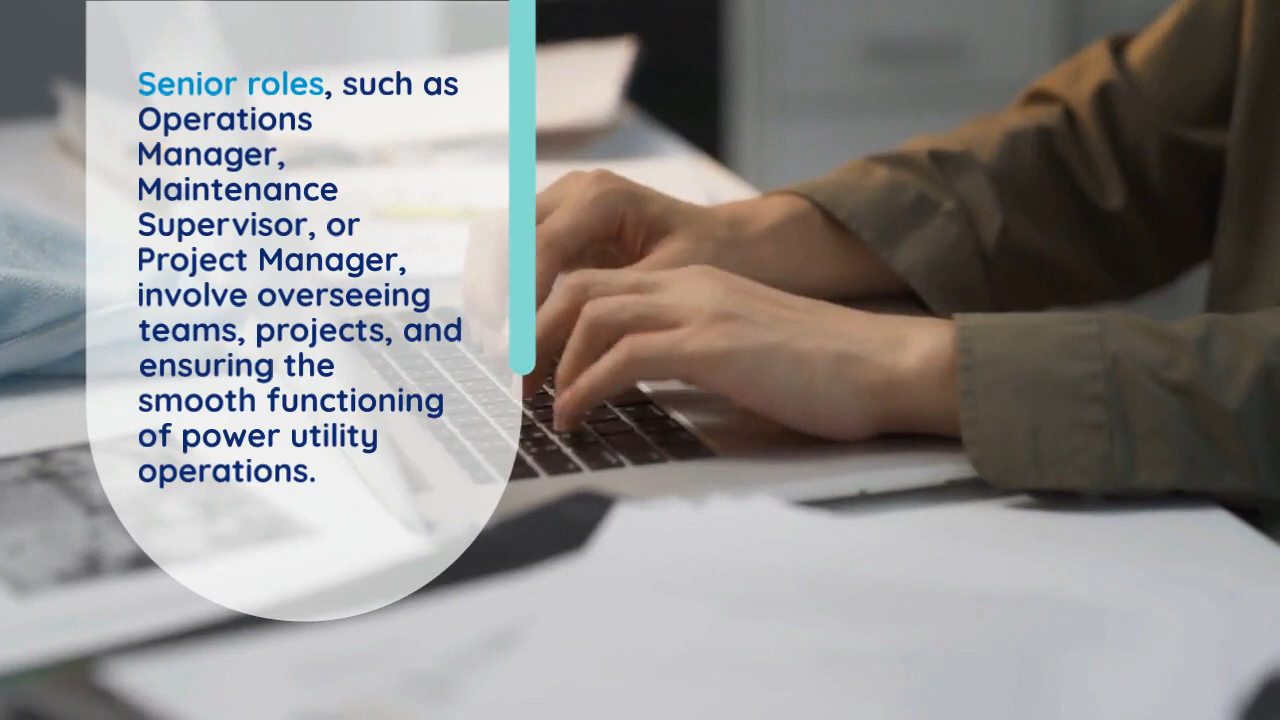 Senior roles, such as
Operations
Manager,
Maintenance
Supervisor, or
Project Manager,
involve overseeing
teams, projects, and
ensuring the
smooth functioning
of power utility
operations.